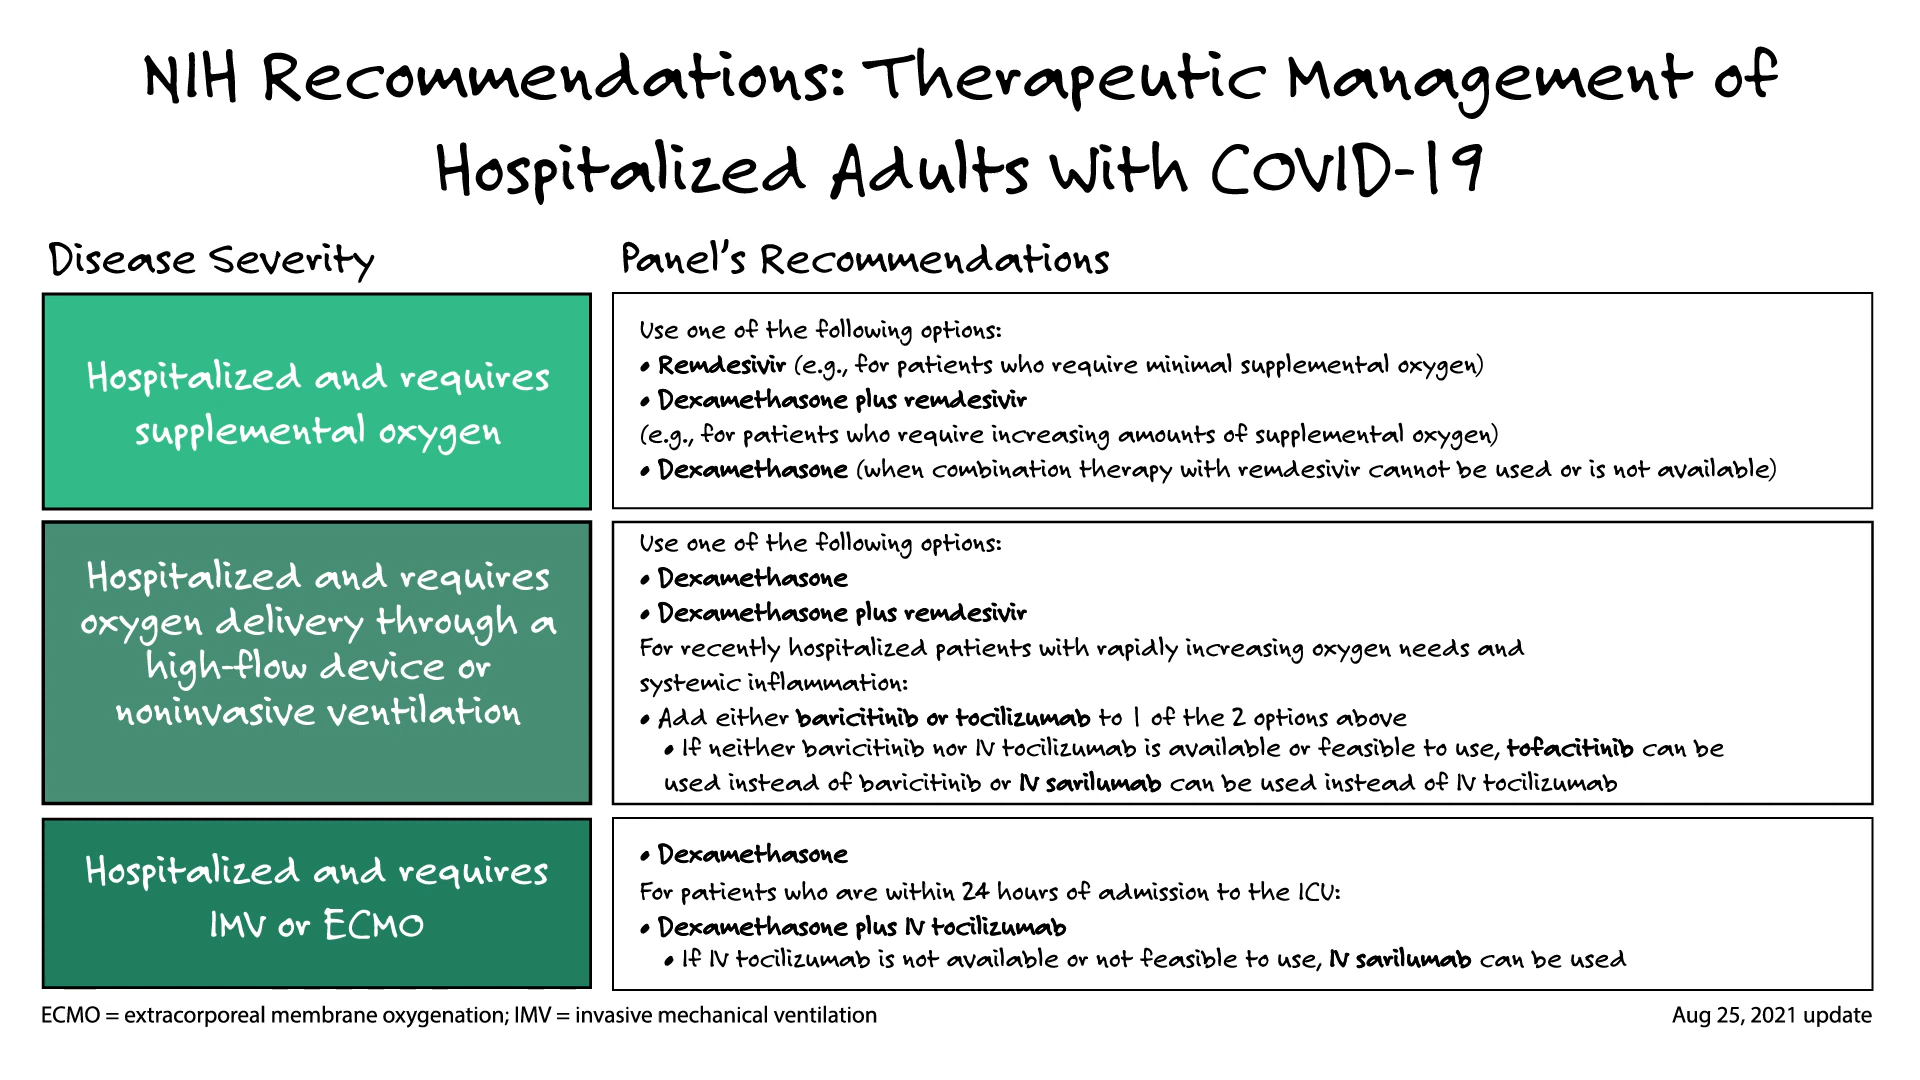 NIH Recommendations: Therapeutic Management of
Hospitalized Adults With COVID-19
Disease Severity
Panel's Recommendations
Hospitalized and requires
supplemental oxygen
Use one of the following options:
• Remdesivir (e.g., for patients who require minimal supplemental oxygen)
• Dexamethasone plus remdesivir
(e.g., for patients who require increasing amounts of supplemental oxygen)
• Dexamethasone (when combination therapy with remdesivir cannot be used or is not available)
Hospitalized and requires
oxygen delivery through a
high-flow device or
noninvasive ventilation
Use one of the following options:
• Dexamethasone
• Dexamethasone plus remdesivir
For recently hospitalized patients with rapidly increasing oxygen needs and
systemic inflammation:
• Add either baricitinib or tocilizumab to 1 of the 2 options above
• If neither baricitinib nor IV tocilizumab is available or feasible to use, tofacitinib can be
used instead of baricitinib or IV sarilumab can be used instead of IV tocilizumab
Hospitalized and requires
IMV or ECMO
• Dexamethasone
For patients who are within 24 hours of admission to the ICU:
• Dexamethasone plus IV tocilizumab
• If IV tocilizumab is not available or not feasible to use, IV sarilumab can be used
ECMO = extracorporeal membrane oxygenation; IMV = invasive mechanical ventilation
Aug 25, 2021 update